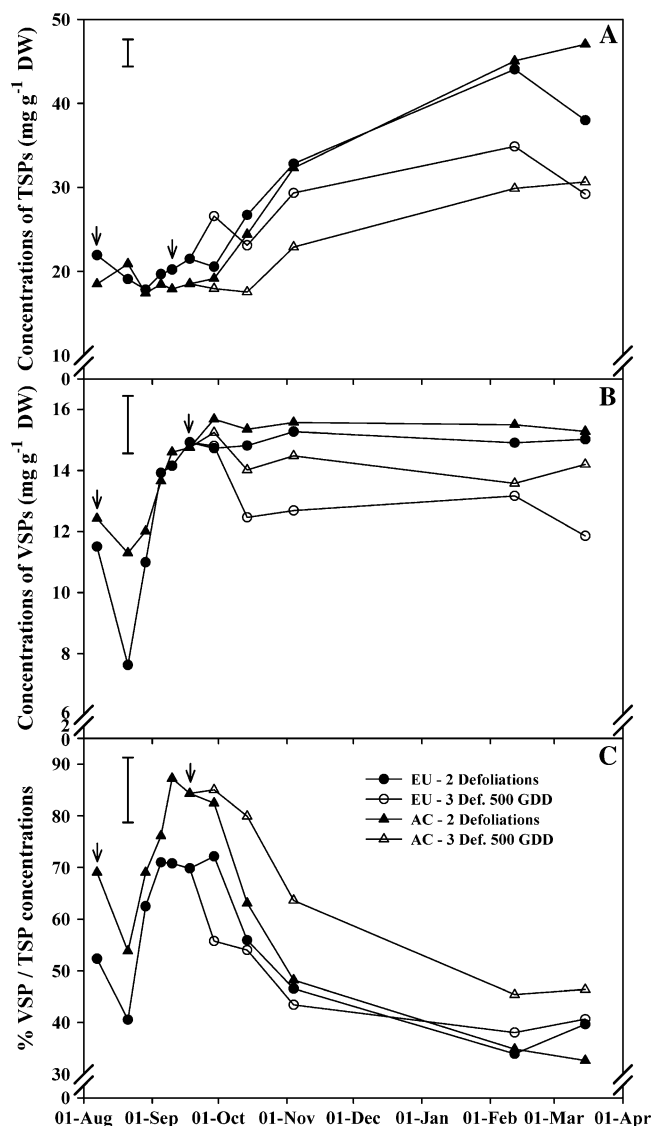 A
Concentrations of TSPs (mg g⁻¹ DW)
50
40
30
20
10
0
B
Concentrations of VSPs (mg g⁻¹ DW)
16
14
12
10
8
6
2
0
C
% VSP / TSP concentrations
90
80
70
60
50
40
30
0
EU - 2 Defoliations
EU - 3 Def. 500 GDD
AC - 2 Defoliations
AC - 3 Def. 500 GDD
01-Aug 01-Sep 01-Oct 01-Nov 01-Dec 01-Jan 01-Feb 01-Mar 01-Apr